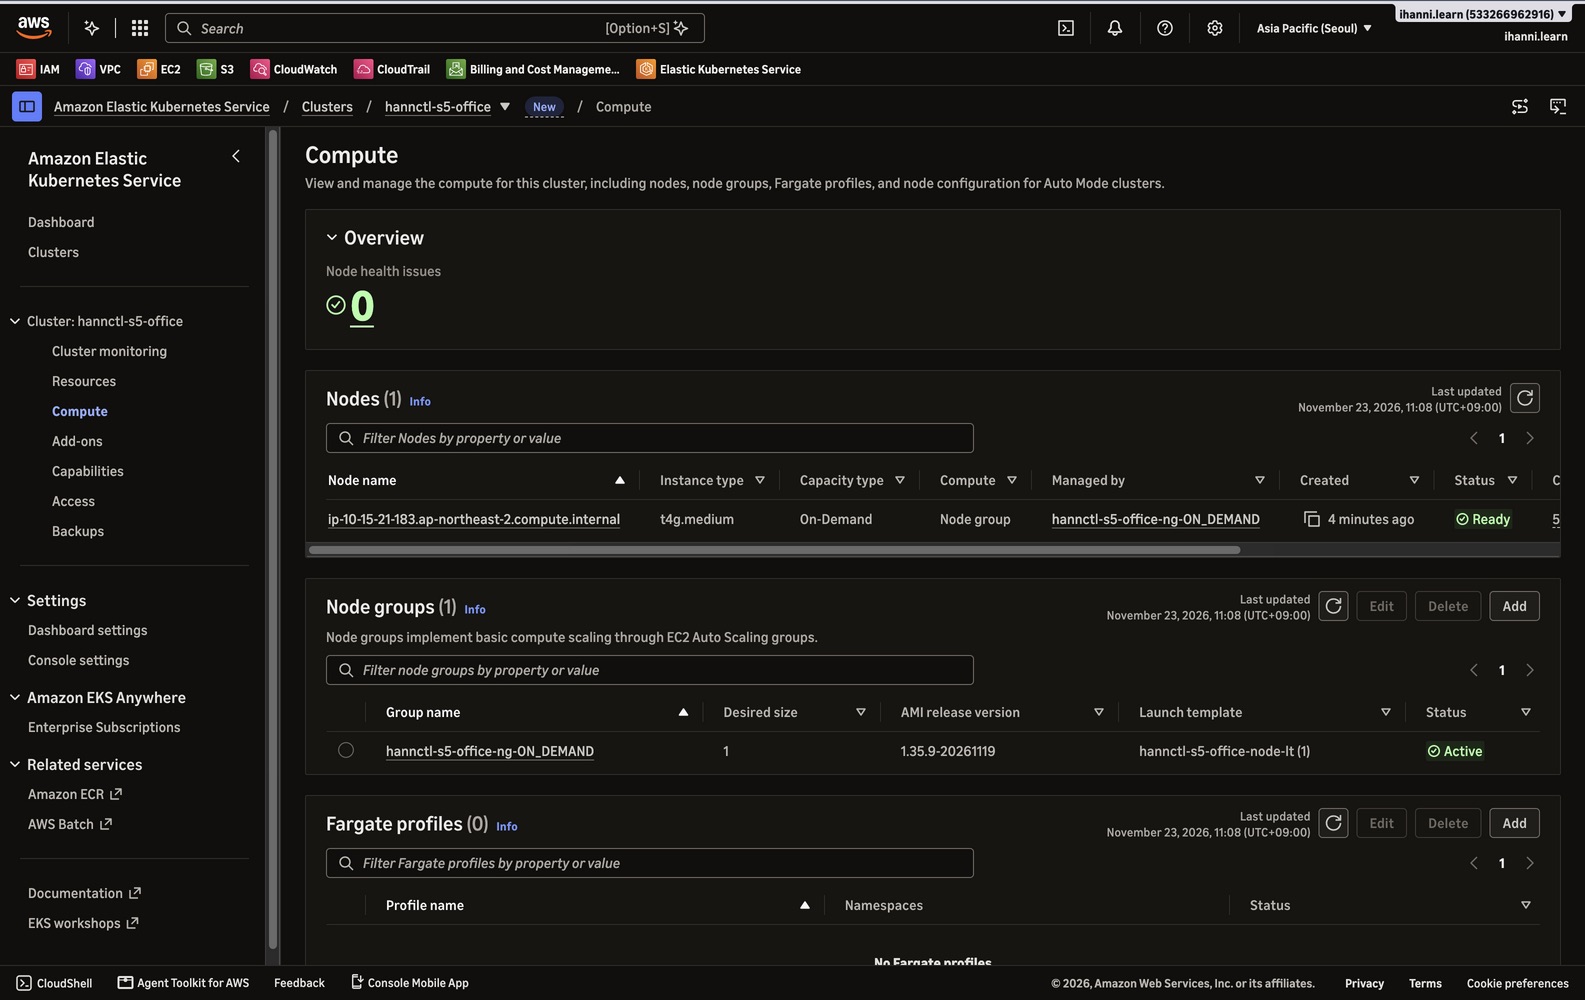 aws
Search
[Option+S]
Asia Pacific (Seoul)
ihanni.learn (533266962916)
ihanni.learn
IAM
VPC
EC2
S3
CloudWatch
CloudTrail
Billing and Cost Manageme...
Elastic Kubernetes Service
Amazon Elastic Kubernetes Service / Clusters / hannctl-s5-office New / Compute
Amazon Elastic
Kubernetes Service
Dashboard
Clusters
Cluster: hannctl-s5-office
Cluster monitoring
Resources
Compute
Add-ons
Capabilities
Access
Backups
Settings
Dashboard settings
Console settings
Amazon EKS Anywhere
Enterprise Subscriptions
Related services
Amazon ECR
AWS Batch
Documentation
EKS workshops
Compute
View and manage the compute for this cluster, including nodes, node groups, Fargate profiles, and node configuration for Auto Mode clusters.
Overview
Node health issues
0
Nodes (1) Info
Last updated
November 23, 2026, 11:08 (UTC+09:00)
Filter Nodes by property or value
1
Node name Instance type Capacity type Compute Managed by Created Status C
ip-10-15-21-183.ap-northeast-2.compute.internal t4g.medium On-Demand Node group hannctl-s5-office-ng-ON_DEMAND 4 minutes ago Ready 5
Node groups (1) Info
Last updated
November 23, 2026, 11:08 (UTC+09:00)
Edit
Delete
Add
Node groups implement basic compute scaling through EC2 Auto Scaling groups.
Filter node groups by property or value
1
Group name Desired size AMI release version Launch template Status
hannctl-s5-office-ng-ON_DEMAND 1 1.35.9-20261119 hannctl-s5-office-node-lt (1) Active
Fargate profiles (0) Info
Last updated
November 23, 2026, 11:08 (UTC+09:00)
Edit
Delete
Add
Filter Fargate profiles by property or value
1
Profile name Namespaces Status
No Fargate profiles
CloudShell
Agent Toolkit for AWS
Feedback
Console Mobile App
© 2026, Amazon Web Services, Inc. or its affiliates.
Privacy
Terms
Cookie preferences